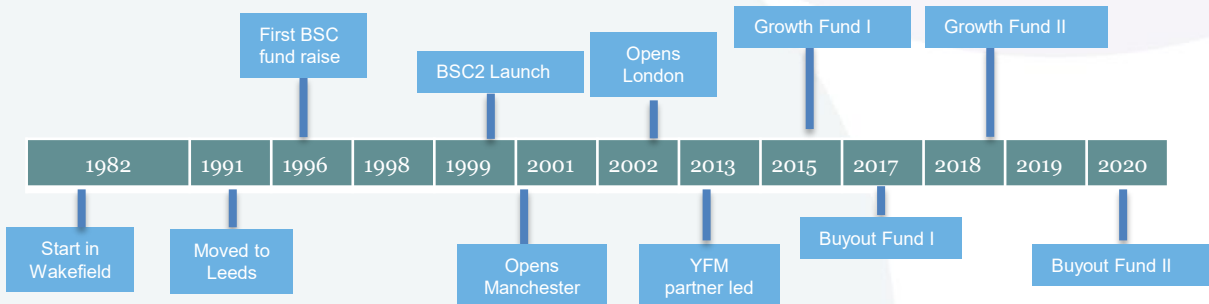 First BSC
fund raise
BSC2 Launch
Opens
London
Growth Fund I
Growth Fund II
1982
1991
1996
1998
1999
2001
2002
2013
2015
2017
2018
2019
2020
Start in
Wakefield
Moved to
Leeds
Opens
Manchester
YFM
partner led
Buyout Fund I
Buyout Fund II